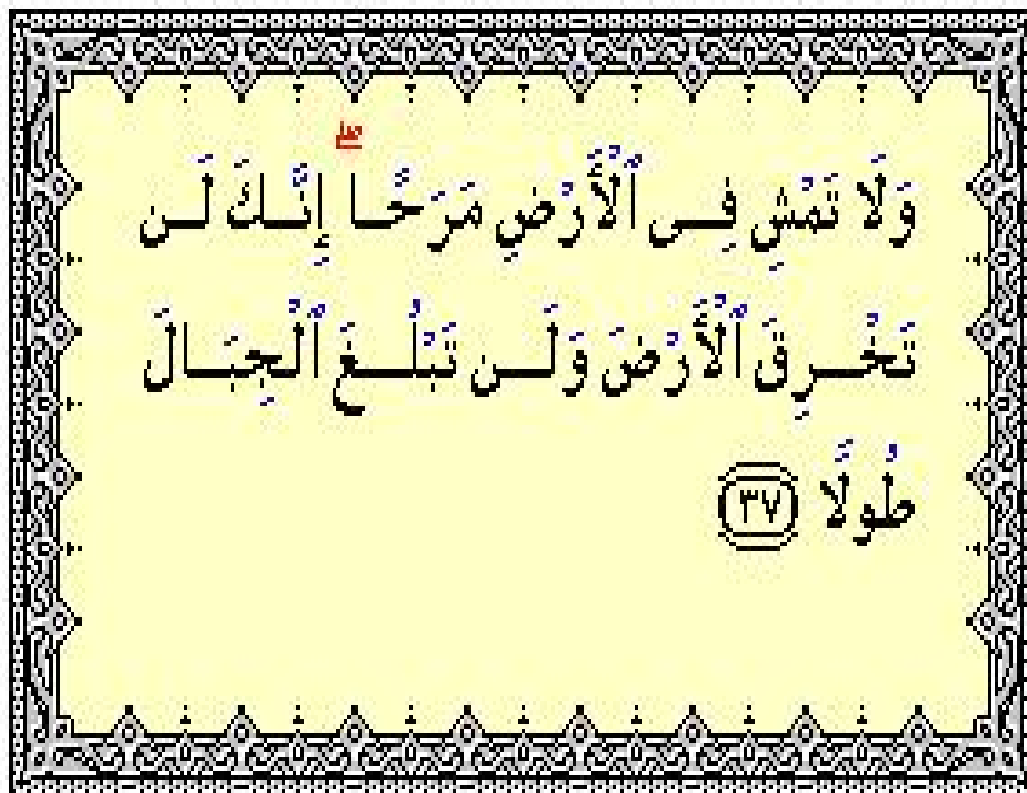 وَلَا تَمْشِ فِى ٱلْأَرْضِ مَرَحًا ۖ إِنَّكَ لَن
تَخْرِقَ ٱلْأَرْضَ وَلَن تَبْلُغَ ٱلْجِبَالَ
طُولًا ٣٧